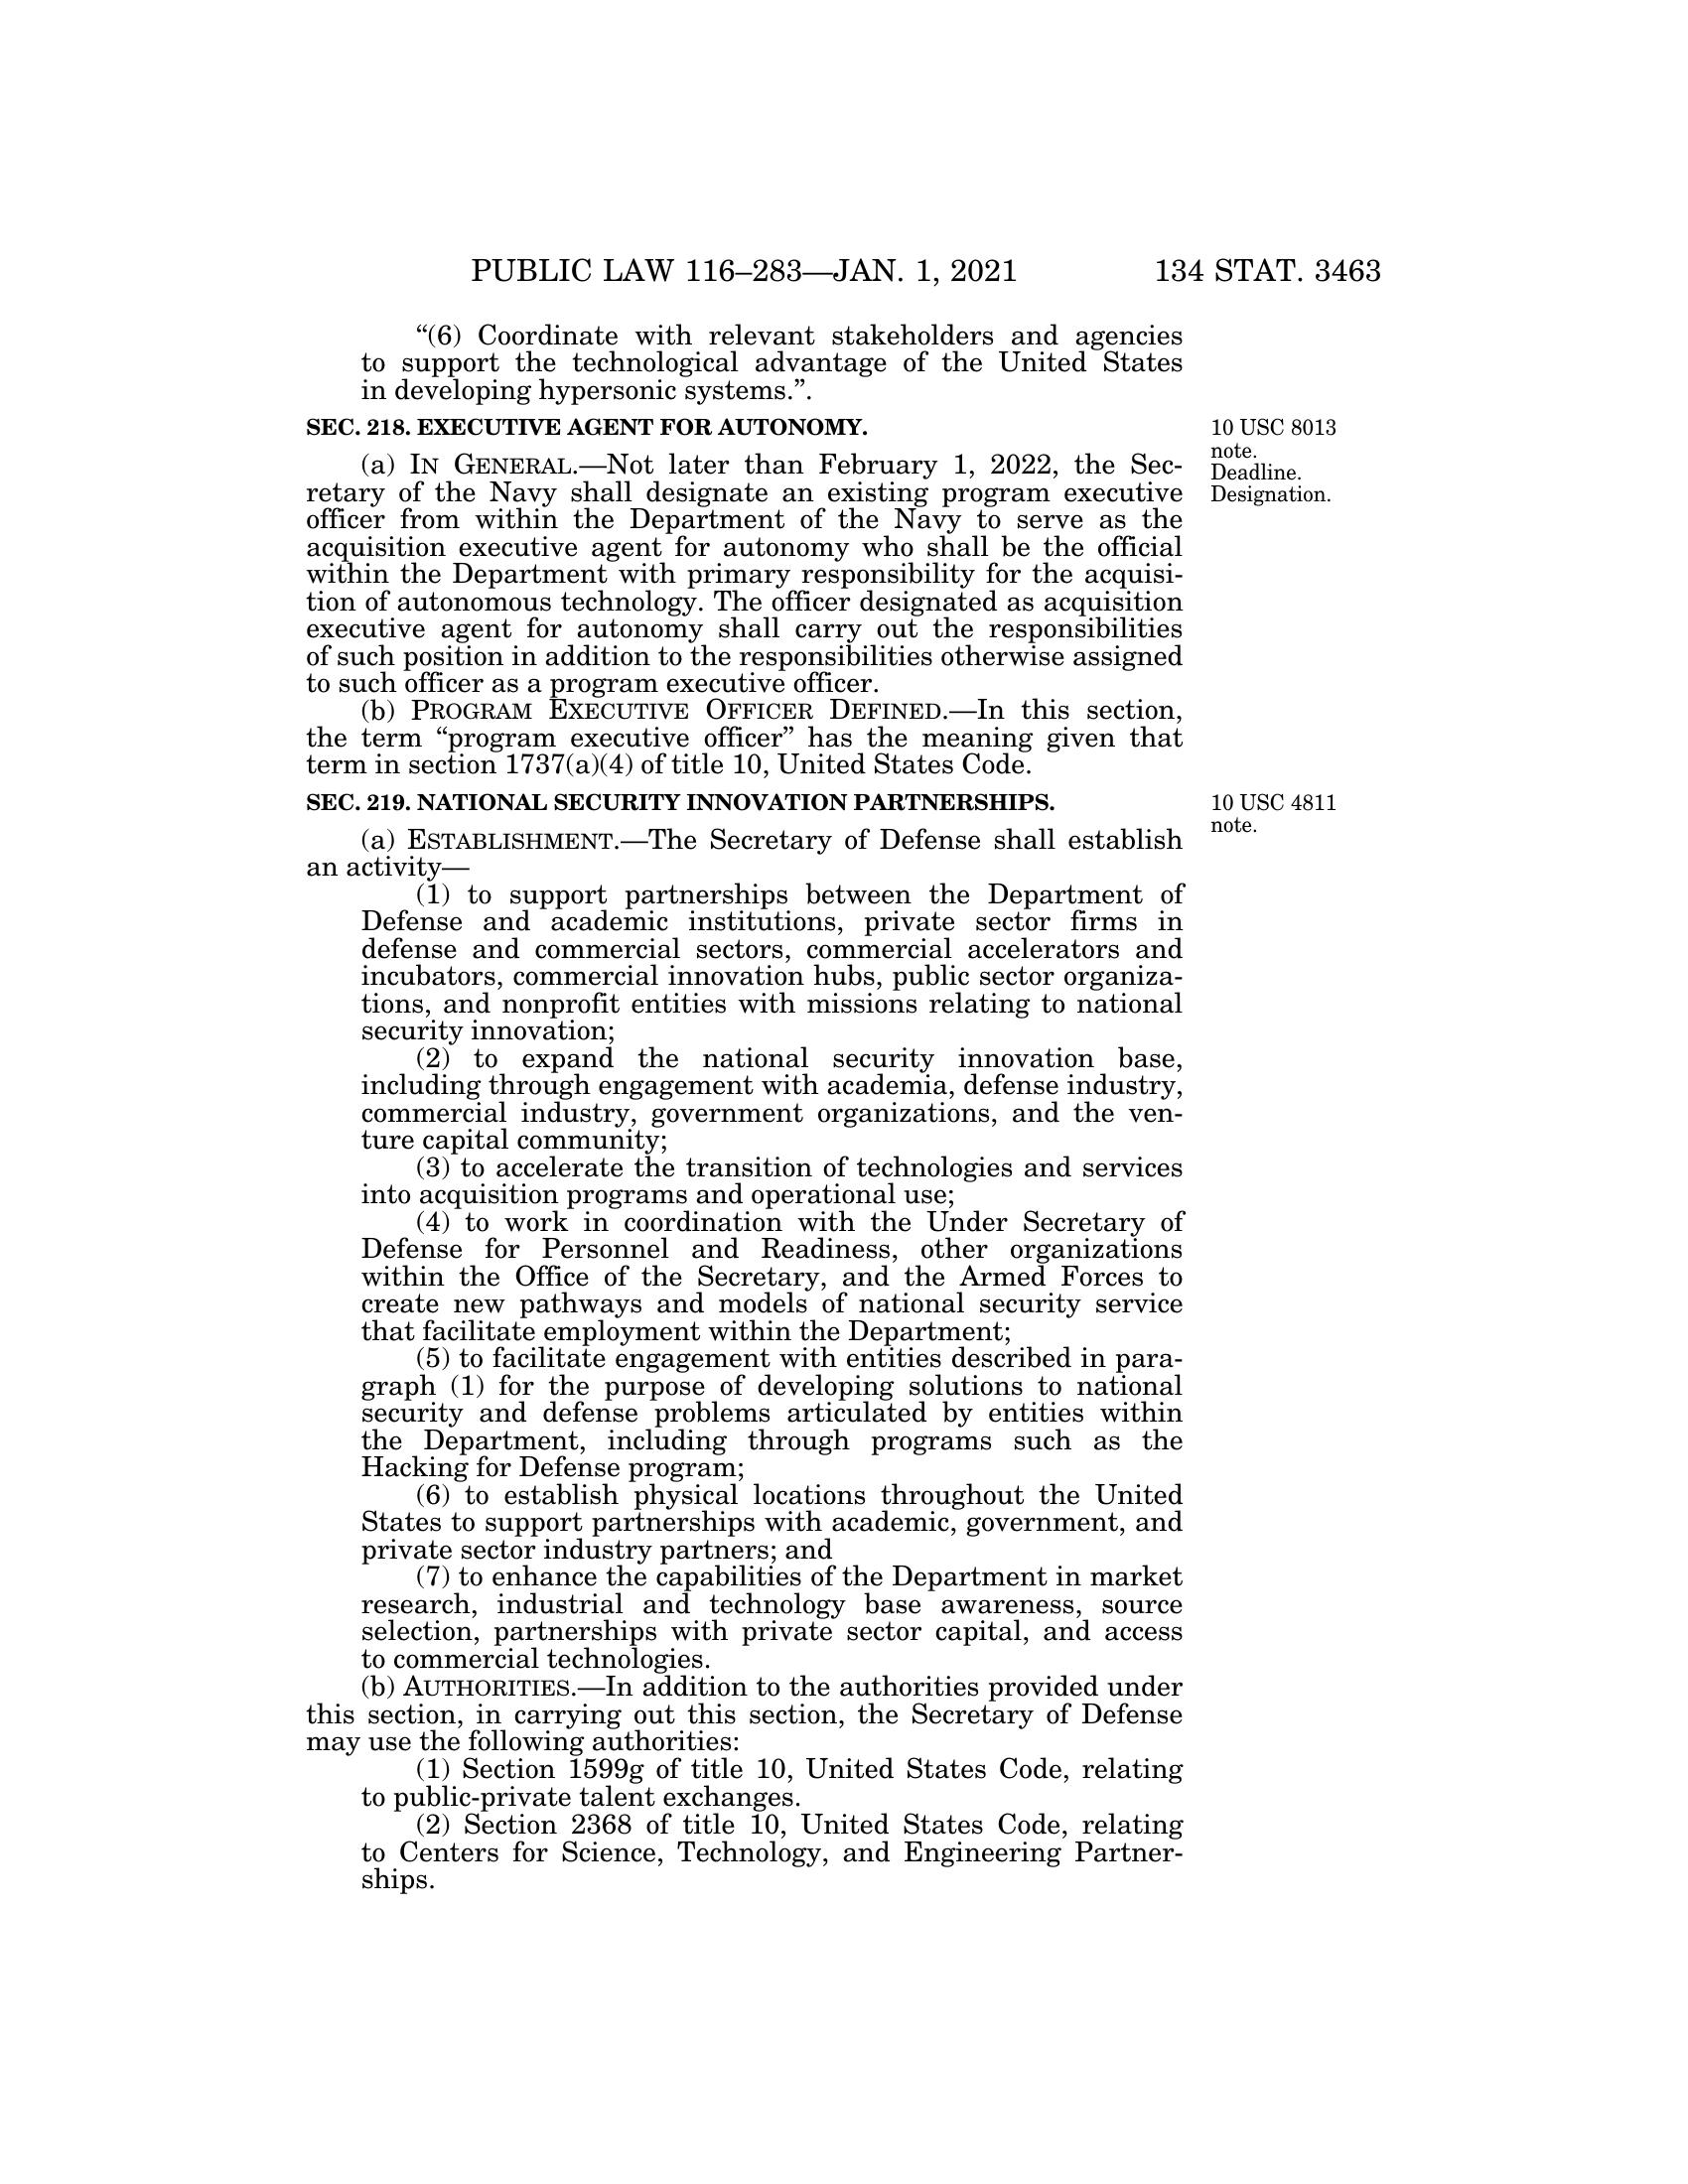 PUBLIC LAW 116–283—JAN. 1, 2021 134 STAT. 3463
“(6) Coordinate with relevant stakeholders and agencies
to support the technological advantage of the United States
in developing hypersonic systems.”.
SEC. 218. EXECUTIVE AGENT FOR AUTONOMY.
10 USC 8013
note.
Deadline.
Designation.
(a) IN GENERAL.—Not later than February 1, 2022, the Sec-
retary of the Navy shall designate an existing program executive
officer from within the Department of the Navy to serve as the
acquisition executive agent for autonomy who shall be the official
within the Department with primary responsibility for the acquisi-
tion of autonomous technology. The officer designated as acquisition
executive agent for autonomy shall carry out the responsibilities
of such position in addition to the responsibilities otherwise assigned
to such officer as a program executive officer.
(b) PROGRAM EXECUTIVE OFFICER DEFINED.—In this section,
the term “program executive officer” has the meaning given that
term in section 1737(a)(4) of title 10, United States Code.
SEC. 219. NATIONAL SECURITY INNOVATION PARTNERSHIPS.
10 USC 4811
note.
(a) ESTABLISHMENT.—The Secretary of Defense shall establish
an activity—
(1) to support partnerships between the Department of
Defense and academic institutions, private sector firms in
defense and commercial sectors, commercial accelerators and
incubators, commercial innovation hubs, public sector organiza-
tions, and nonprofit entities with missions relating to national
security innovation;
(2) to expand the national security innovation base,
including through engagement with academia, defense industry,
commercial industry, government organizations, and the ven-
ture capital community;
(3) to accelerate the transition of technologies and services
into acquisition programs and operational use;
(4) to work in coordination with the Under Secretary of
Defense for Personnel and Readiness, other organizations
within the Office of the Secretary, and the Armed Forces to
create new pathways and models of national security service
that facilitate employment within the Department;
(5) to facilitate engagement with entities described in para-
graph (1) for the purpose of developing solutions to national
security and defense problems articulated by entities within
the Department, including through programs such as the
Hacking for Defense program;
(6) to establish physical locations throughout the United
States to support partnerships with academic, government, and
private sector industry partners; and
(7) to enhance the capabilities of the Department in market
research, industrial and technology base awareness, source
selection, partnerships with private sector capital, and access
to commercial technologies.
(b) AUTHORITIES.—In addition to the authorities provided under
this section, in carrying out this section, the Secretary of Defense
may use the following authorities:
(1) Section 1599g of title 10, United States Code, relating
to public-private talent exchanges.
(2) Section 2368 of title 10, United States Code, relating
to Centers for Science, Technology, and Engineering Partner-
ships.